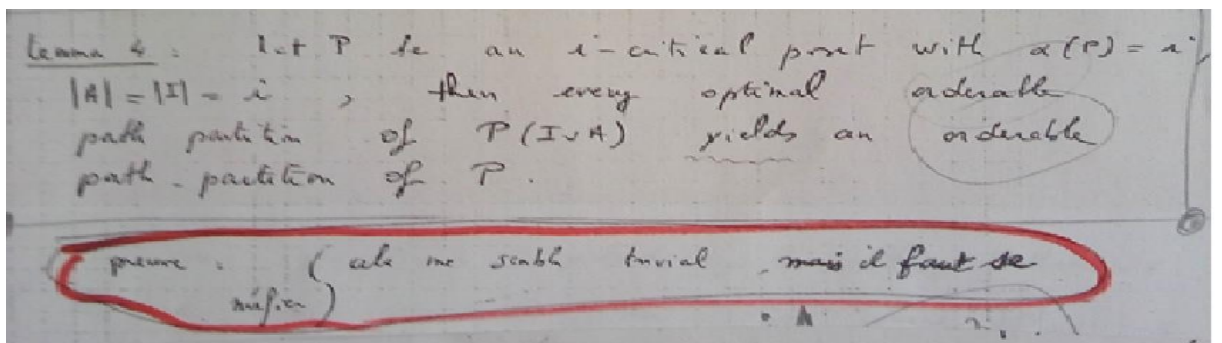 Lemma 4 : let P be an i-critical poset with α(P) = i,
|A| = |I| = i , then every optimal orderable
path partition of P(I∪A) yields an orderable
path-partition of P.
preuve : (cela me semble trivial, mais il faut se
méfier)